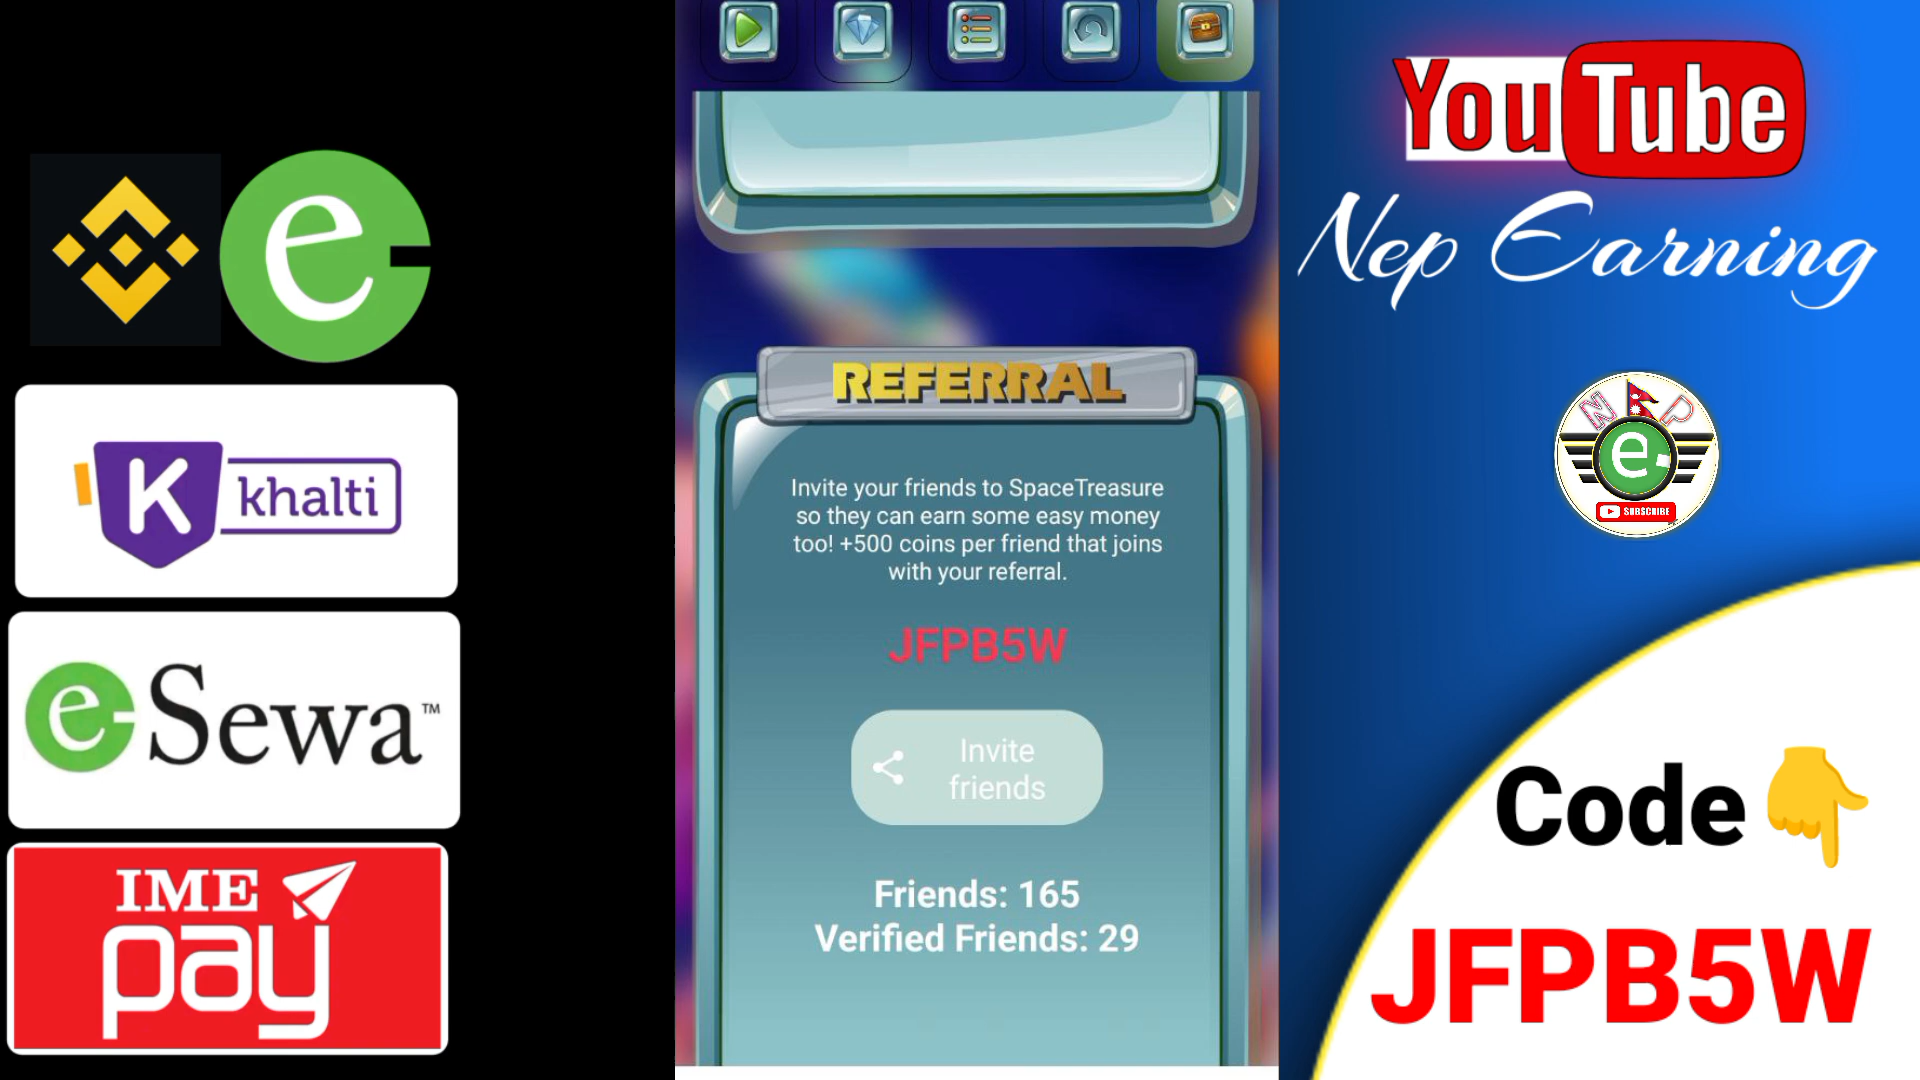 e
K khalti
eSewa™
IME
pay
REFERRAL
Invite your friends to SpaceTreasure
so they can earn some easy money
too! +500 coins per friend that joins
with your referral.
JFPB5W
Invite
friends
Friends: 165
Verified Friends: 29
YouTube
Nep Earning
N P
e
SUBSCRIBE
Code
JFPB5W